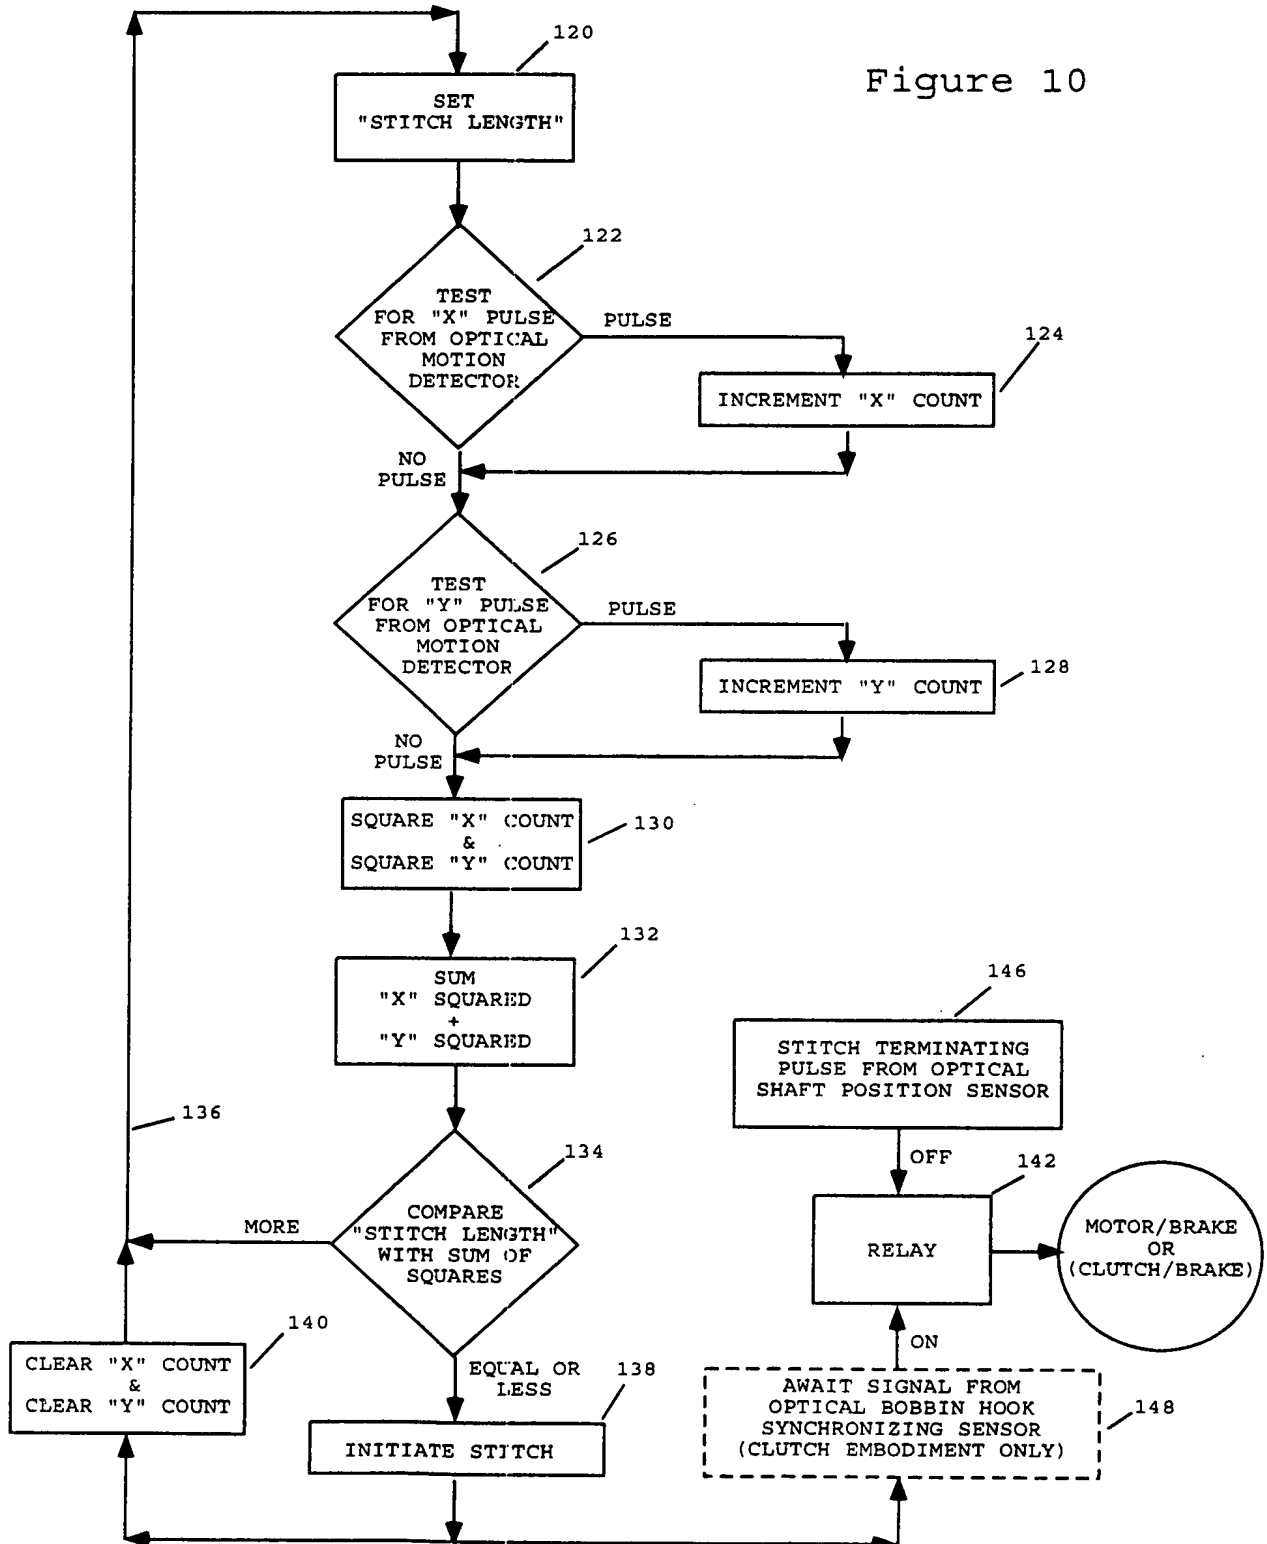 120
Figure 10
SET
"STITCH LENGTH"
122
TEST
FOR "X" PULSE
FROM OPTICAL
MOTION
DETECTOR
PULSE
124
INCREMENT "X" COUNT
NO
PULSE
126
TEST
FOR "Y" PULSE
FROM OPTICAL
MOTION
DETECTOR
PULSE
INCREMENT "Y" COUNT
128
NO
PULSE
SQUARE "X" COUNT
&
SQUARE "Y" COUNT
130
132
SUM
"X" SQUARED
+
"Y" SQUARED
146
STITCH TERMINATING
PULSE FROM OPTICAL
SHAFT POSITION SENSOR
136
134
OFF
142
COMPARE
"STITCH LENGTH"
WITH SUM OF
SQUARES
MORE
RELAY
MOTOR/BRAKE
OR
(CLUTCH/BRAKE)
140
CLEAR "X" COUNT
&
CLEAR "Y" COUNT
EQUAL OR
LESS
138
INITIATE STITCH
ON
AWAIT SIGNAL FROM
OPTICAL BOBBIN HOOK
SYNCHRONIZING SENSOR
(CLUTCH EMBODIMENT ONLY)
148